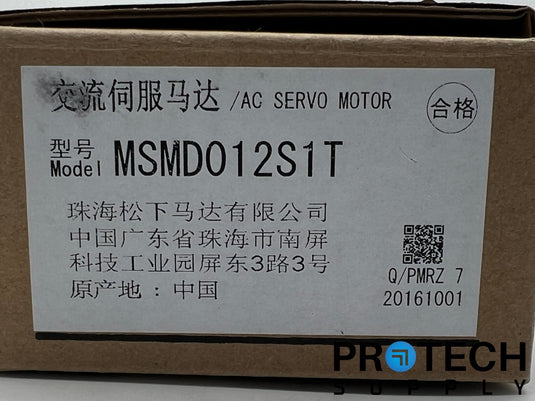 交流伺服马达 /AC SERVO MOTOR
合格
型号
Model MSMD012S1T
珠海松下马达有限公司
中国广东省珠海市南屏
科技工业园屏东3路3号
原产地：中国
Q/PMRZ 7
20161001
PROTECH
SUPPLY